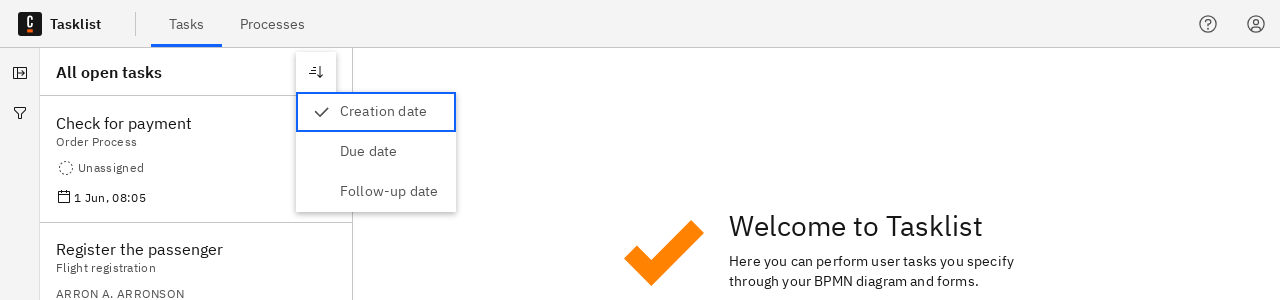 Tasklist
Tasks
Processes
All open tasks
Creation date
Due date
Follow-up date
Check for payment
Order Process
Unassigned
1 Jun, 08:05
Register the passenger
Flight registration
ARRON A. ARRONSON
Welcome to Tasklist
Here you can perform user tasks you specify
through your BPMN diagram and forms.